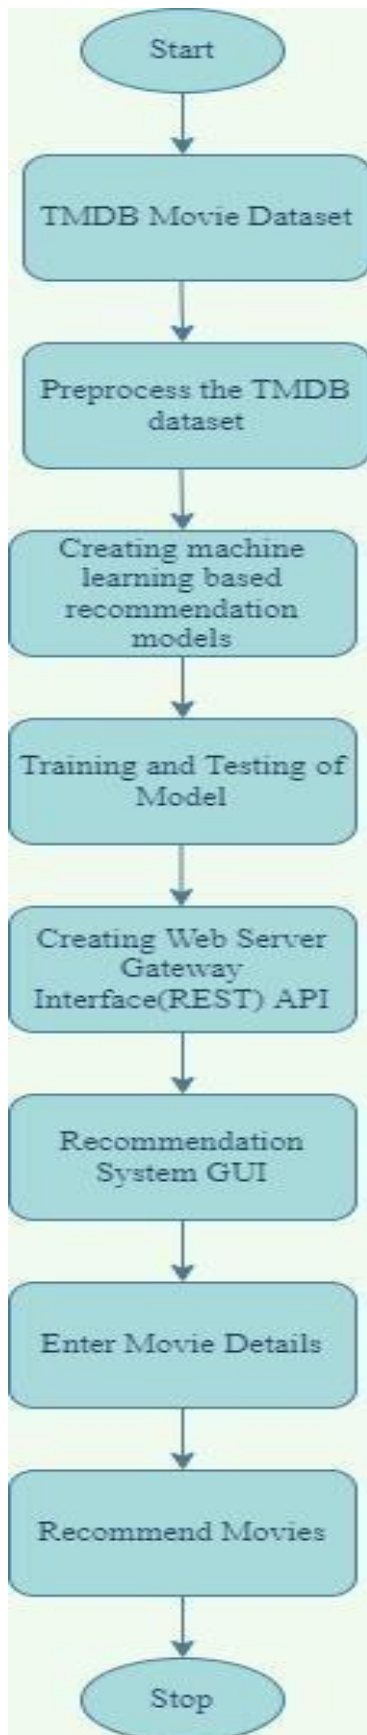 Start
TMDB Movie Dataset
Preprocess the TMDB
dataset
Creating machine
learning based
recommendation
models
Training and Testing of
Model
Creating Web Server
Gateway
Interface(REST) API
Recommendation
System GUI
Enter Movie Details
Recommend Movies
Stop